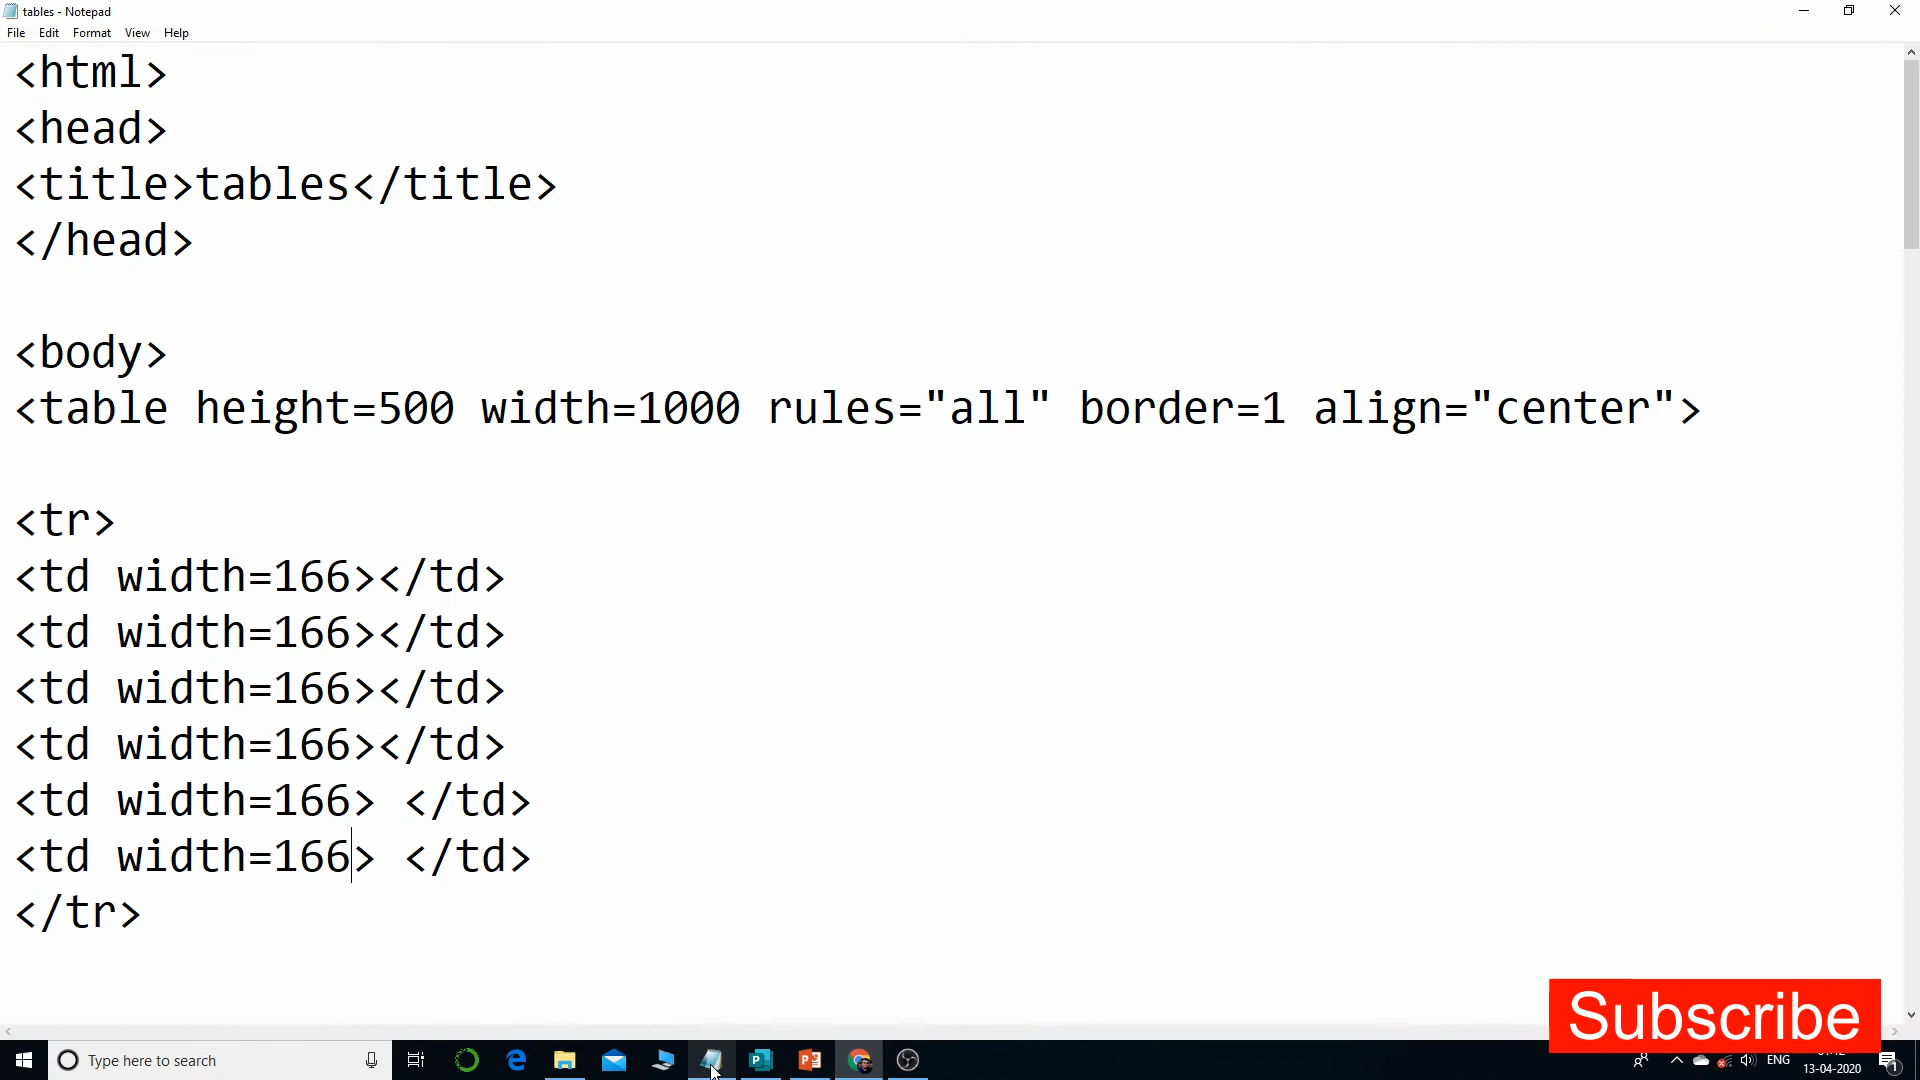 tables - Notepad
File Edit Format View Help
<html>
<head>
<title>tables</title>
</head>
<body>
<table height=500 width=1000 rules="all" border=1 align="center">
<tr>
<td width=166></td>
<td width=166></td>
<td width=166></td>
<td width=166></td>
<td width=166> </td>
<td width=166> </td>
</tr>
Subscribe
Type here to search
ENG
13-04-2020
1